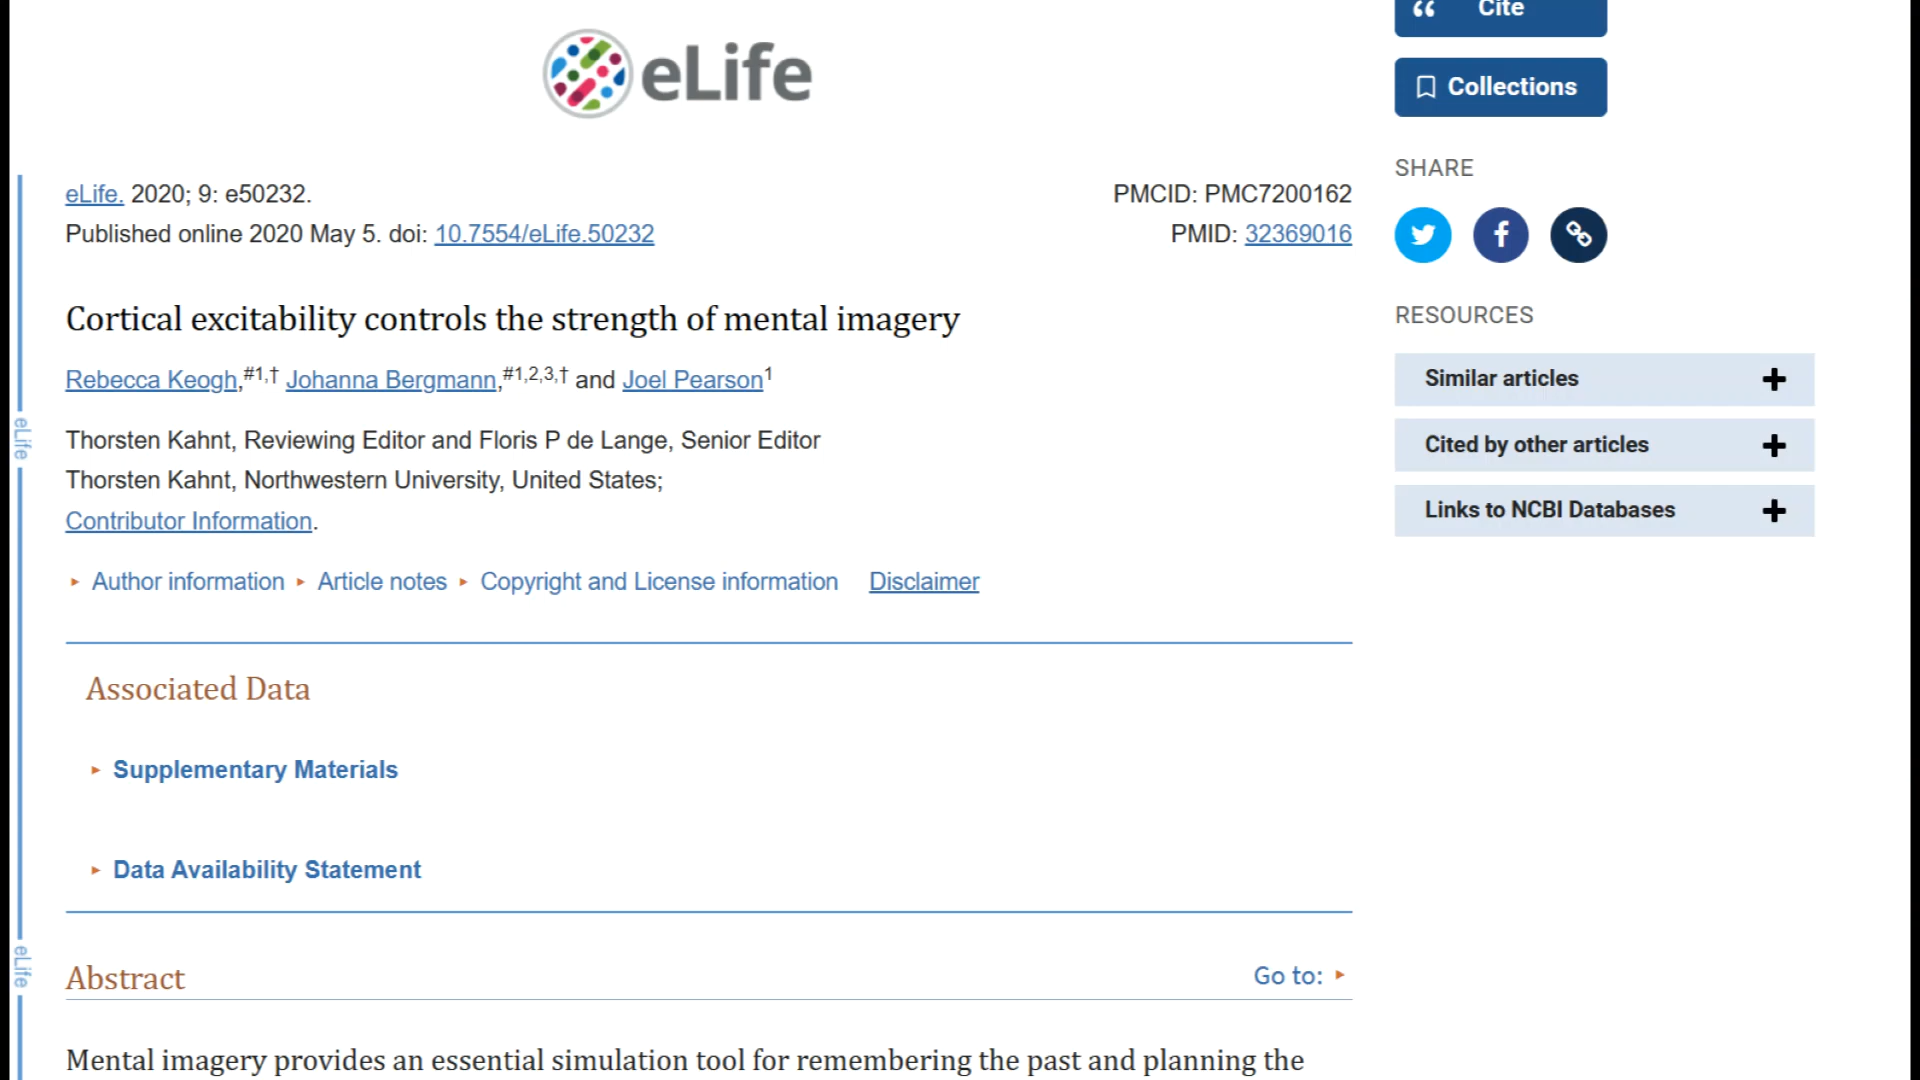 eLife
eLife. 2020; 9: e50232.
Published online 2020 May 5. doi: 10.7554/eLife.50232
PMCID: PMC7200162
PMID: 32369016
Cortical excitability controls the strength of mental imagery
Rebecca Keogh,#1,† Johanna Bergmann,#1,2,3,† and Joel Pearson1
Thorsten Kahnt, Reviewing Editor and Floris P de Lange, Senior Editor
Thorsten Kahnt, Northwestern University, United States;
Contributor Information.
▸ Author information ▸ Article notes ▸ Copyright and License information Disclaimer
Associated Data
▸ Supplementary Materials
▸ Data Availability Statement
Abstract
Go to: ▸
Mental imagery provides an essential simulation tool for remembering the past and planning the
eLife
eLife
“ Cite
Collections
SHARE
RESOURCES
Similar articles +
Cited by other articles +
Links to NCBI Databases +